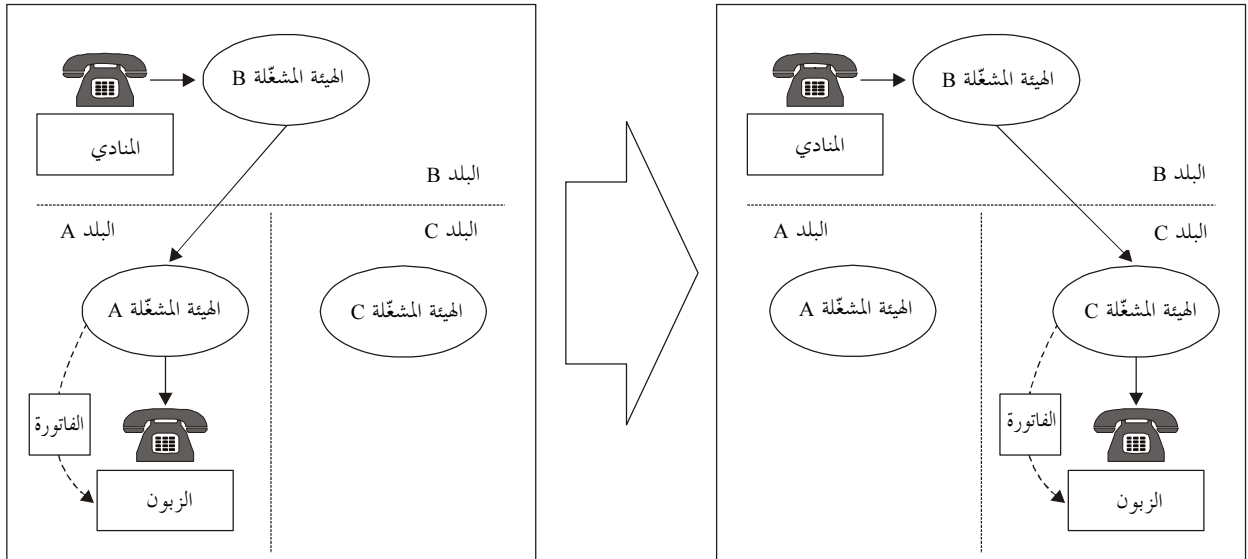 الهيئة المشغّلة B
المنادي
البلد B
البلد A
البلد C
الهيئة المشغّلة A
الهيئة المشغّلة C
الفاتورة
الزبون
الهيئة المشغّلة B
المنادي
البلد B
البلد A
البلد C
الهيئة المشغّلة A
الهيئة المشغّلة C
الفاتورة
الزبون